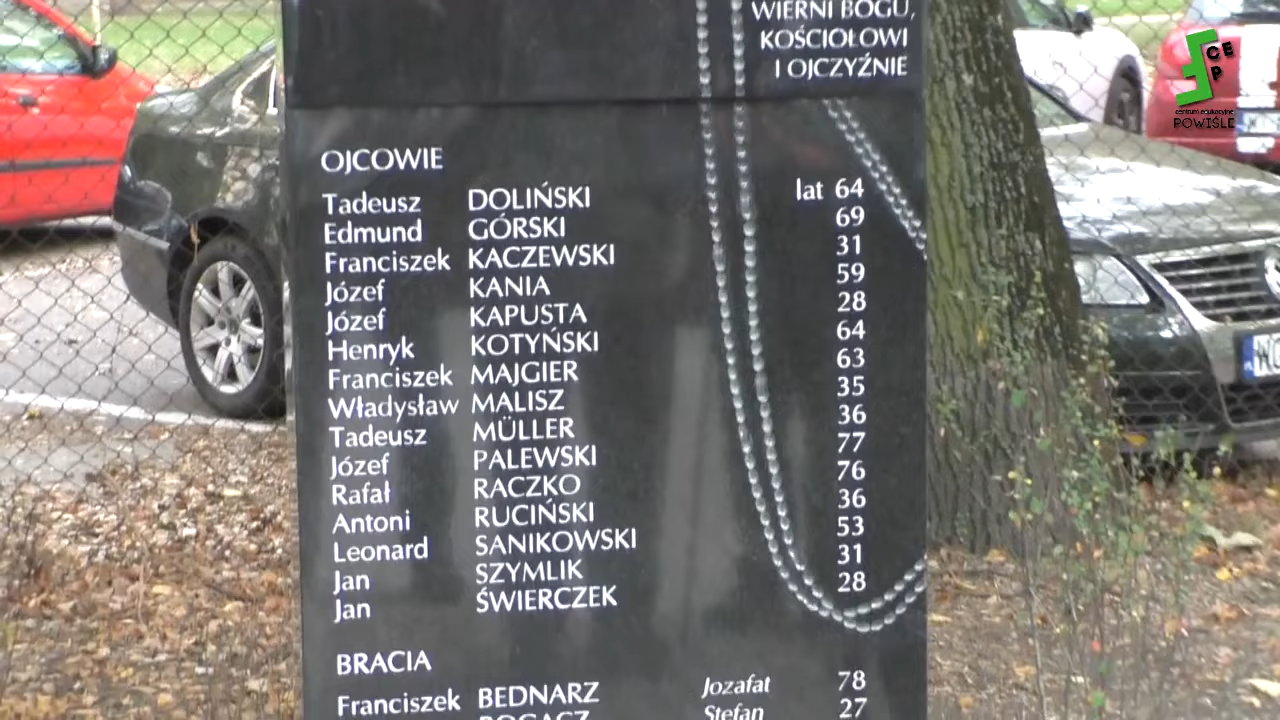 WIERNI BOGU,
KOŚCIOŁOWI
I OJCZYŹNIE
CEP
centrum edukacyjne
POWIŚLE
OJCOWIE
Tadeusz DOLIŃSKI lat 64
Edmund GÓRSKI 69
Franciszek KACZEWSKI 31
Józef KANIA 59
Józef KAPUSTA 28
Henryk KOTYŃSKI 64
Franciszek MAJGIER 63
Władysław MALISZ 35
Tadeusz MÜLLER 36
Józef PALEWSKI 77
Rafał RACZKO 76
Antoni RUCIŃSKI 36
Leonard SANIKOWSKI 53
Jan SZYMLIK 31
Jan ŚWIERCZEK 28
BRACIA
Franciszek BEDNARZ Jozafat 78
BOGACZ Stefan 27